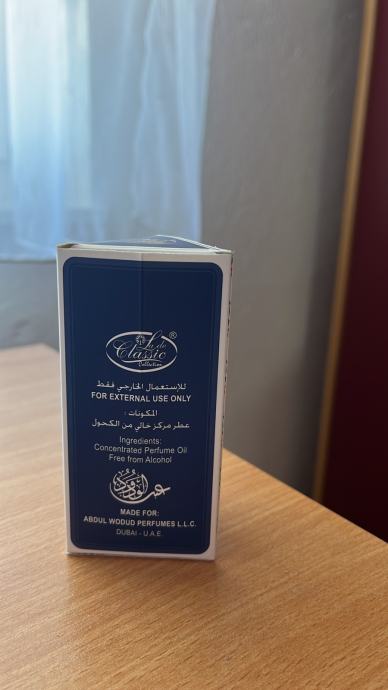 La de
Classic
Collection
®
للإستعمال الخارجي فقط
FOR EXTERNAL USE ONLY
المكونات :
عطر مركز خالي من الكحول
Ingredients:
Concentrated Perfume Oil
Free from Alcohol
عبدالودود
MADE FOR:
ABDUL WODUD PERFUMES L.L.C.
DUBAI - U.A.E.